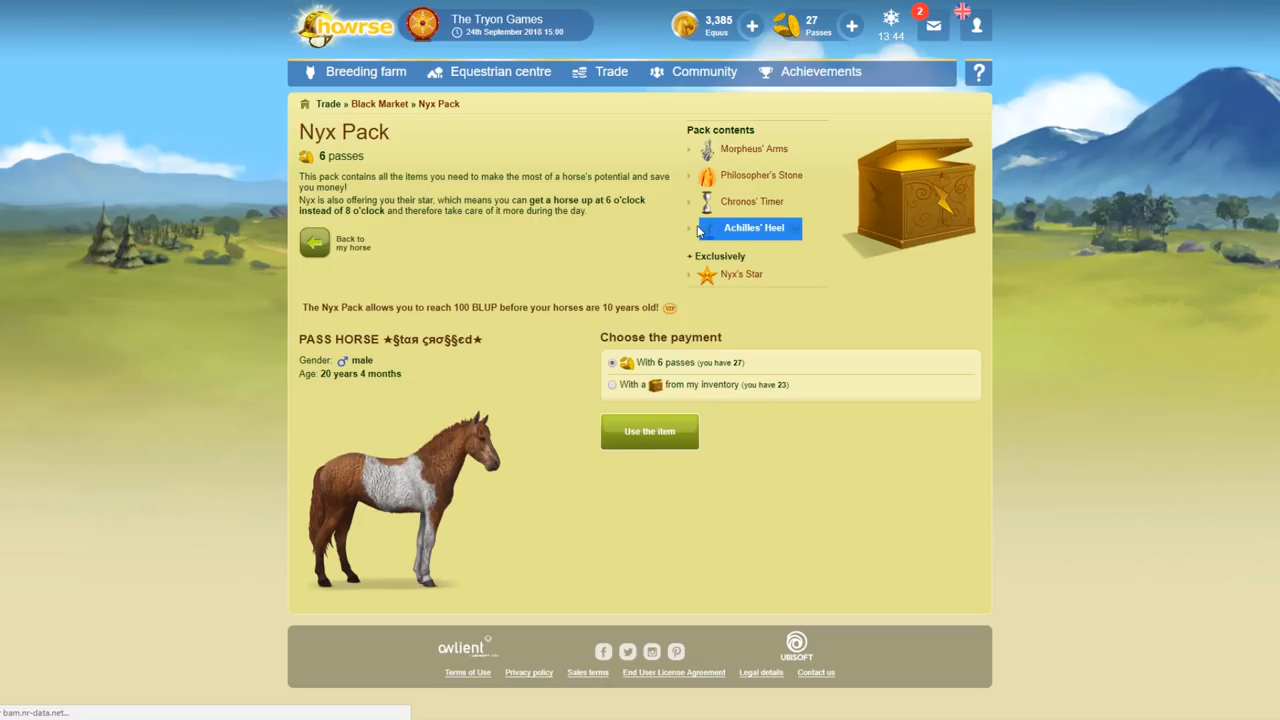 howrse
The Tryon Games
24th September 2018 15:00
3,385
Equus
27
Passes
13:44
2
Breeding farm
Equestrian centre
Trade
Community
Achievements
?
Trade » Black Market » Nyx Pack
Nyx Pack
6 passes
This pack contains all the items you need to make the most of a horse's potential and save
you money!
Nyx is also offering you their star, which means you can get a horse up at 6 o'clock
instead of 8 o'clock and therefore take care of it more during the day.
Back to
my horse
Pack contents
Morpheus' Arms
Philosopher's Stone
Chronos' Timer
Achilles' Heel
+ Exclusively
Nyx's Star
The Nyx Pack allows you to reach 100 BLUP before your horses are 10 years old! VIP
PASS HORSE ★§tαя ςяσ§§єd★
Gender: ♂ male
Age: 20 years 4 months
Choose the payment
With 6 passes (you have 27)
With a from my inventory (you have 23)
Use the item
owlient
UBISOFT
Terms of Use
Privacy policy
Sales terms
End User License Agreement
Legal details
Contact us
bam.nr-data.net...